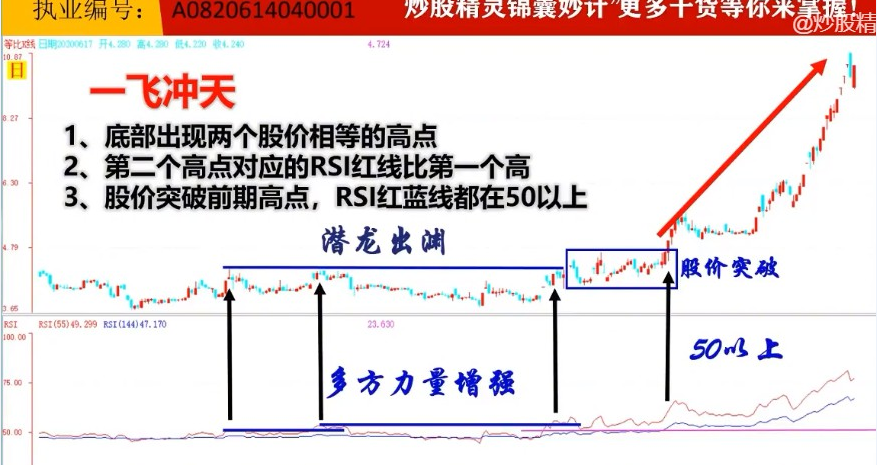 执业编号: A0820614040001
炒股精灵锦囊妙计"更多干货等你来掌握!
@炒股精
等比K线 日期20200617 开4.280 高4.280 低4.220 收4.240
4.724
10.87
日
一飞冲天
1、底部出现两个股价相等的高点
2、第二个高点对应的RSI红线比第一个高
3、股价突破前期高点，RSI红蓝线都在50以上
8.27
6.30
潜龙出渊
4.79
股价突破
3.65
RSI RSI(55)49.299 RSI(144)47.170
23.630
100.00
50以上
75.00
多方力量增强
50.00